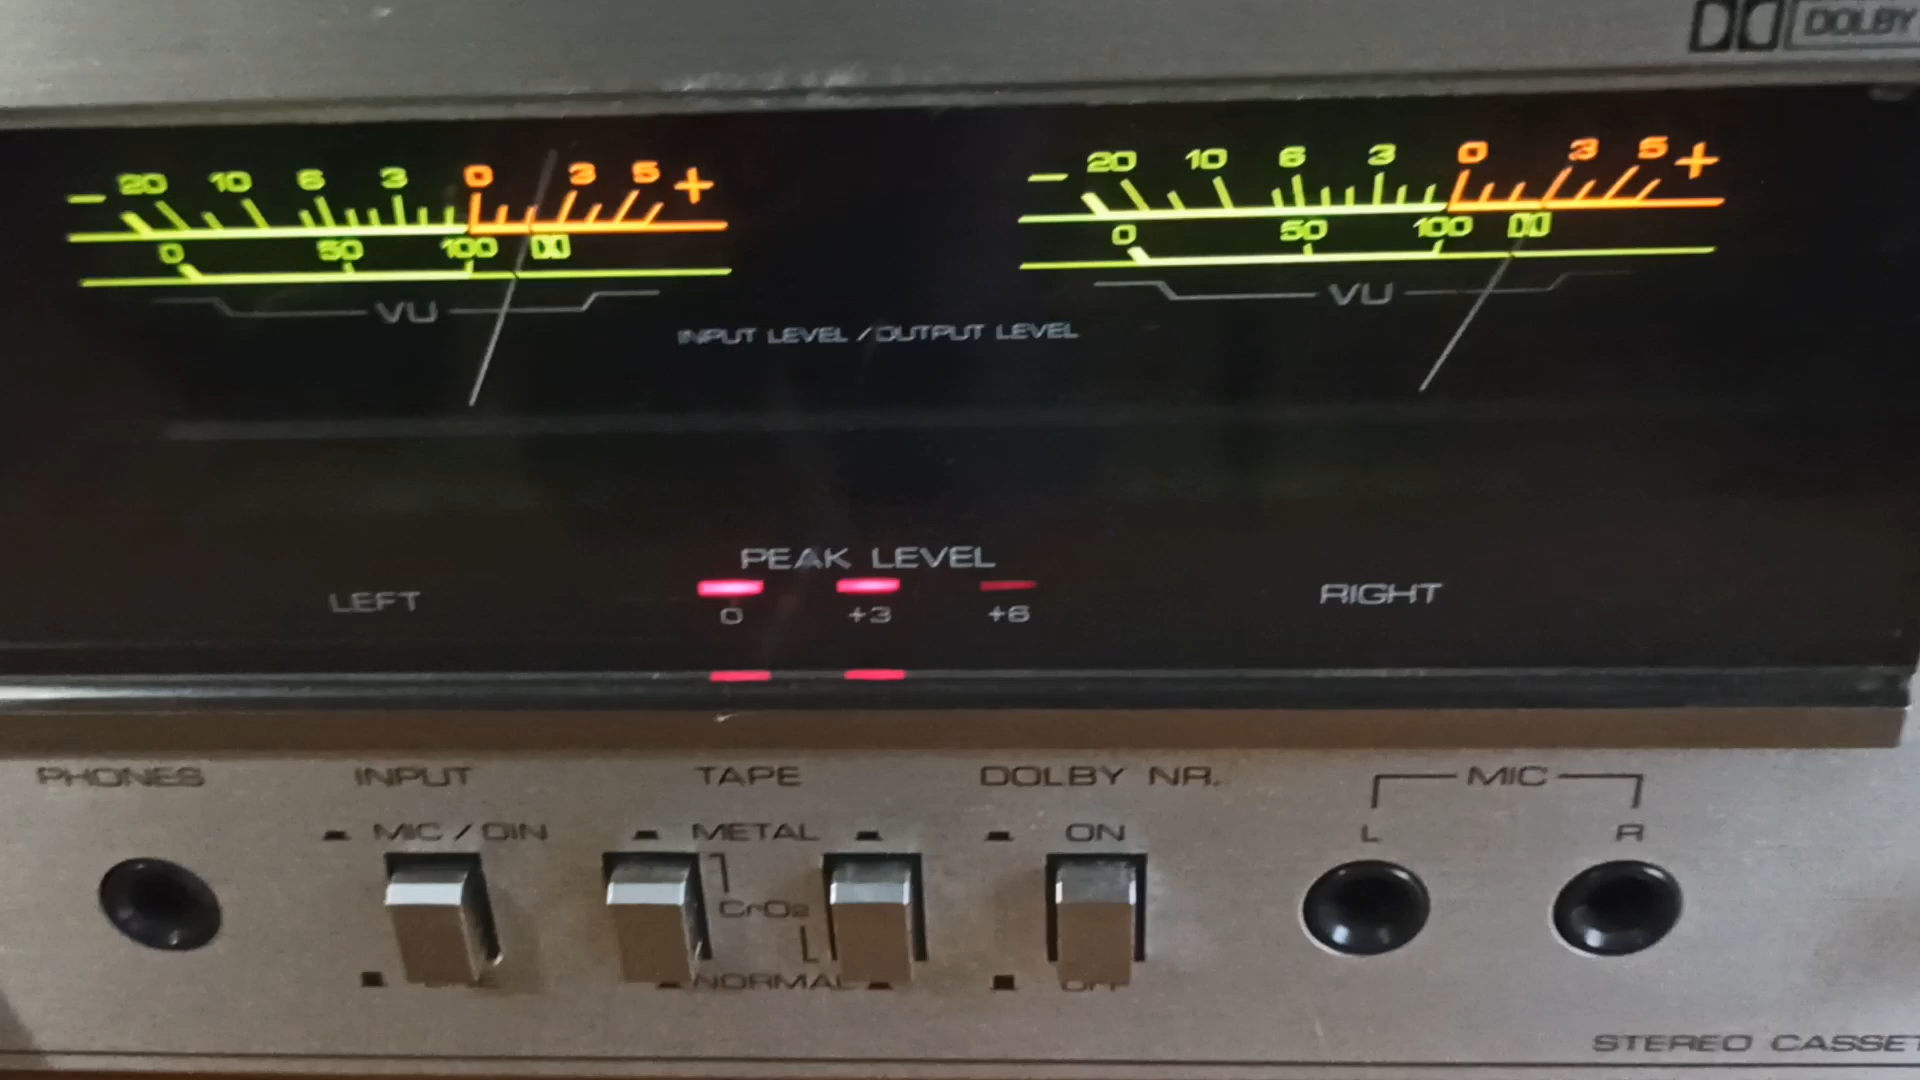 DOLBY
− 20 10 6 3 0 3 5 +
0 50 100
VU
− 20 10 6 3 0 3 5 +
0 50 100
VU
INPUT LEVEL / OUTPUT LEVEL
PEAK LEVEL
0 +3 +6
LEFT
RIGHT
PHONES
INPUT
TAPE
DOLBY NR.
MIC
MIC / DIN
METAL
ON
L
R
CrO2
NORMAL
OFF
STEREO CASSET